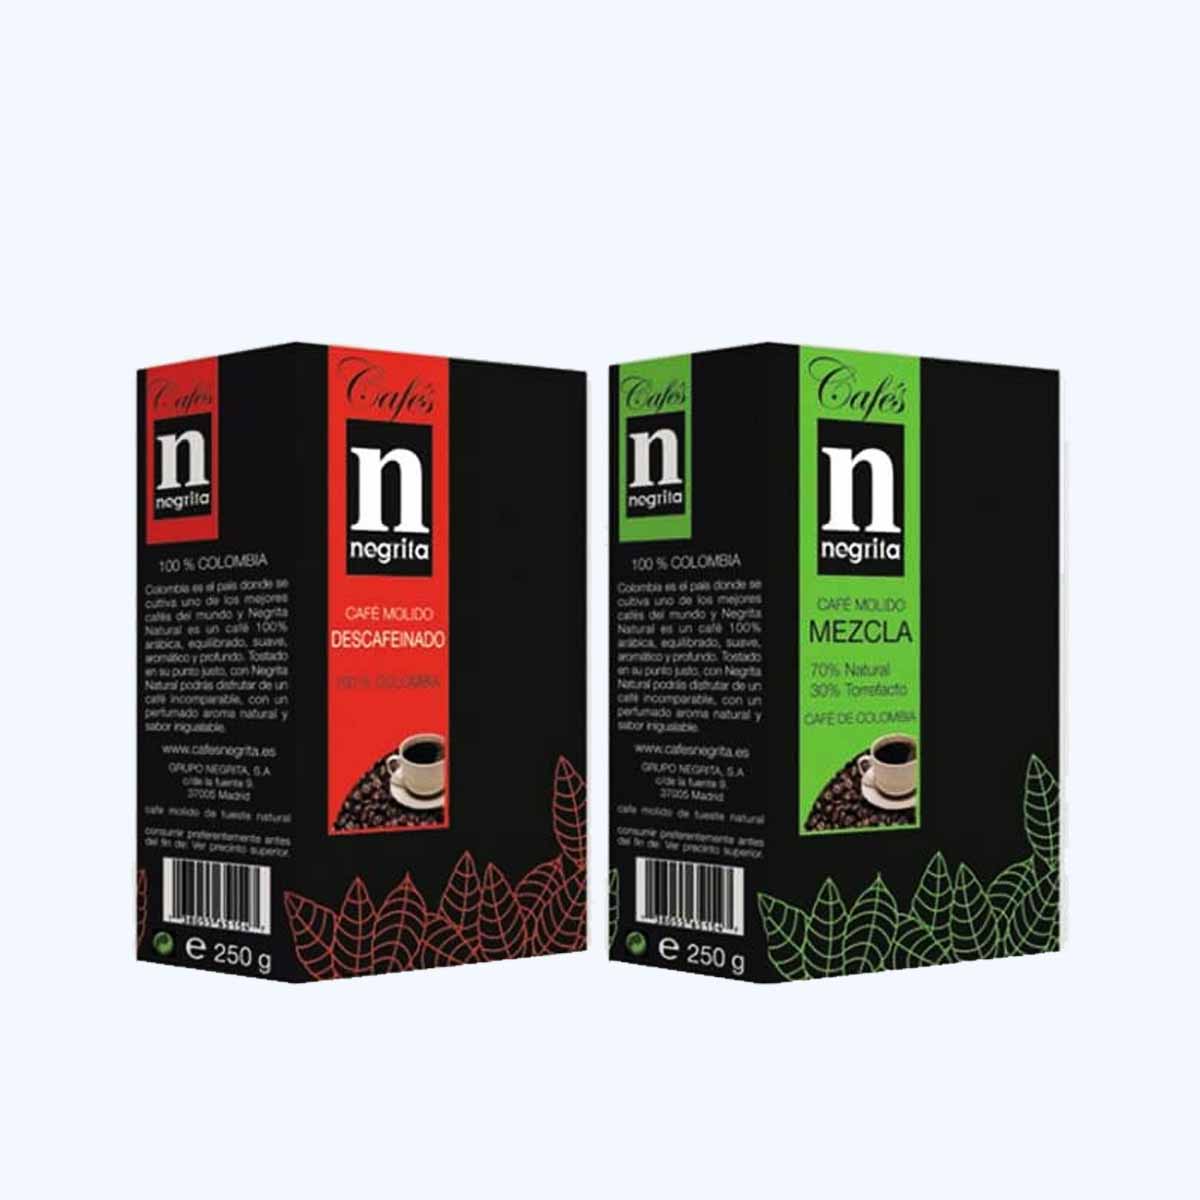 Cafés
n
negrita
100 % COLOMBIA
Colombia es el país donde se
cultiva uno de los mejores
cafés del mundo y Negrita
Natural es un café 100%
arábica, equilibrado, suave,
aromático y profundo. Tostado
en su punto justo, con Negrita
Natural podrás disfrutar de un
café incomparable, con un
perfumado aroma natural y
sabor inigualable.
www.cafesnegrita.es
GRUPO NEGRITA, S.A
c/de la fuente 9,
37005 Madrid
cafe molido de tueste natural
consumir preferentemente antes
del fin de: Ver precinto superior.
e 250 g
Cafés
n
negrita
CAFÉ MOLIDO
DESCAFEINADO
100% COLOMBIA
Cafés
n
negrita
100 % COLOMBIA
Colombia es el país donde se
cultiva uno de los mejores
cafés del mundo y Negrita
Natural es un café 100%
arábica, equilibrado, suave,
aromático y profundo. Tostado
en su punto justo, con Negrita
Natural podrás disfrutar de un
café incomparable, con un
perfumado aroma natural y
sabor inigualable.
www.cafesnegrita.es
GRUPO NEGRITA, S.A
c/de la fuente 9,
37005 Madrid
cafe molido de tueste natural
consumir preferentemente antes
del fin de: Ver precinto superior.
e 250 g
Cafés
n
negrita
CAFÉ MOLIDO
MEZCLA
70% Natural
30% Torrefacto
CAFÉ DE COLOMBIA